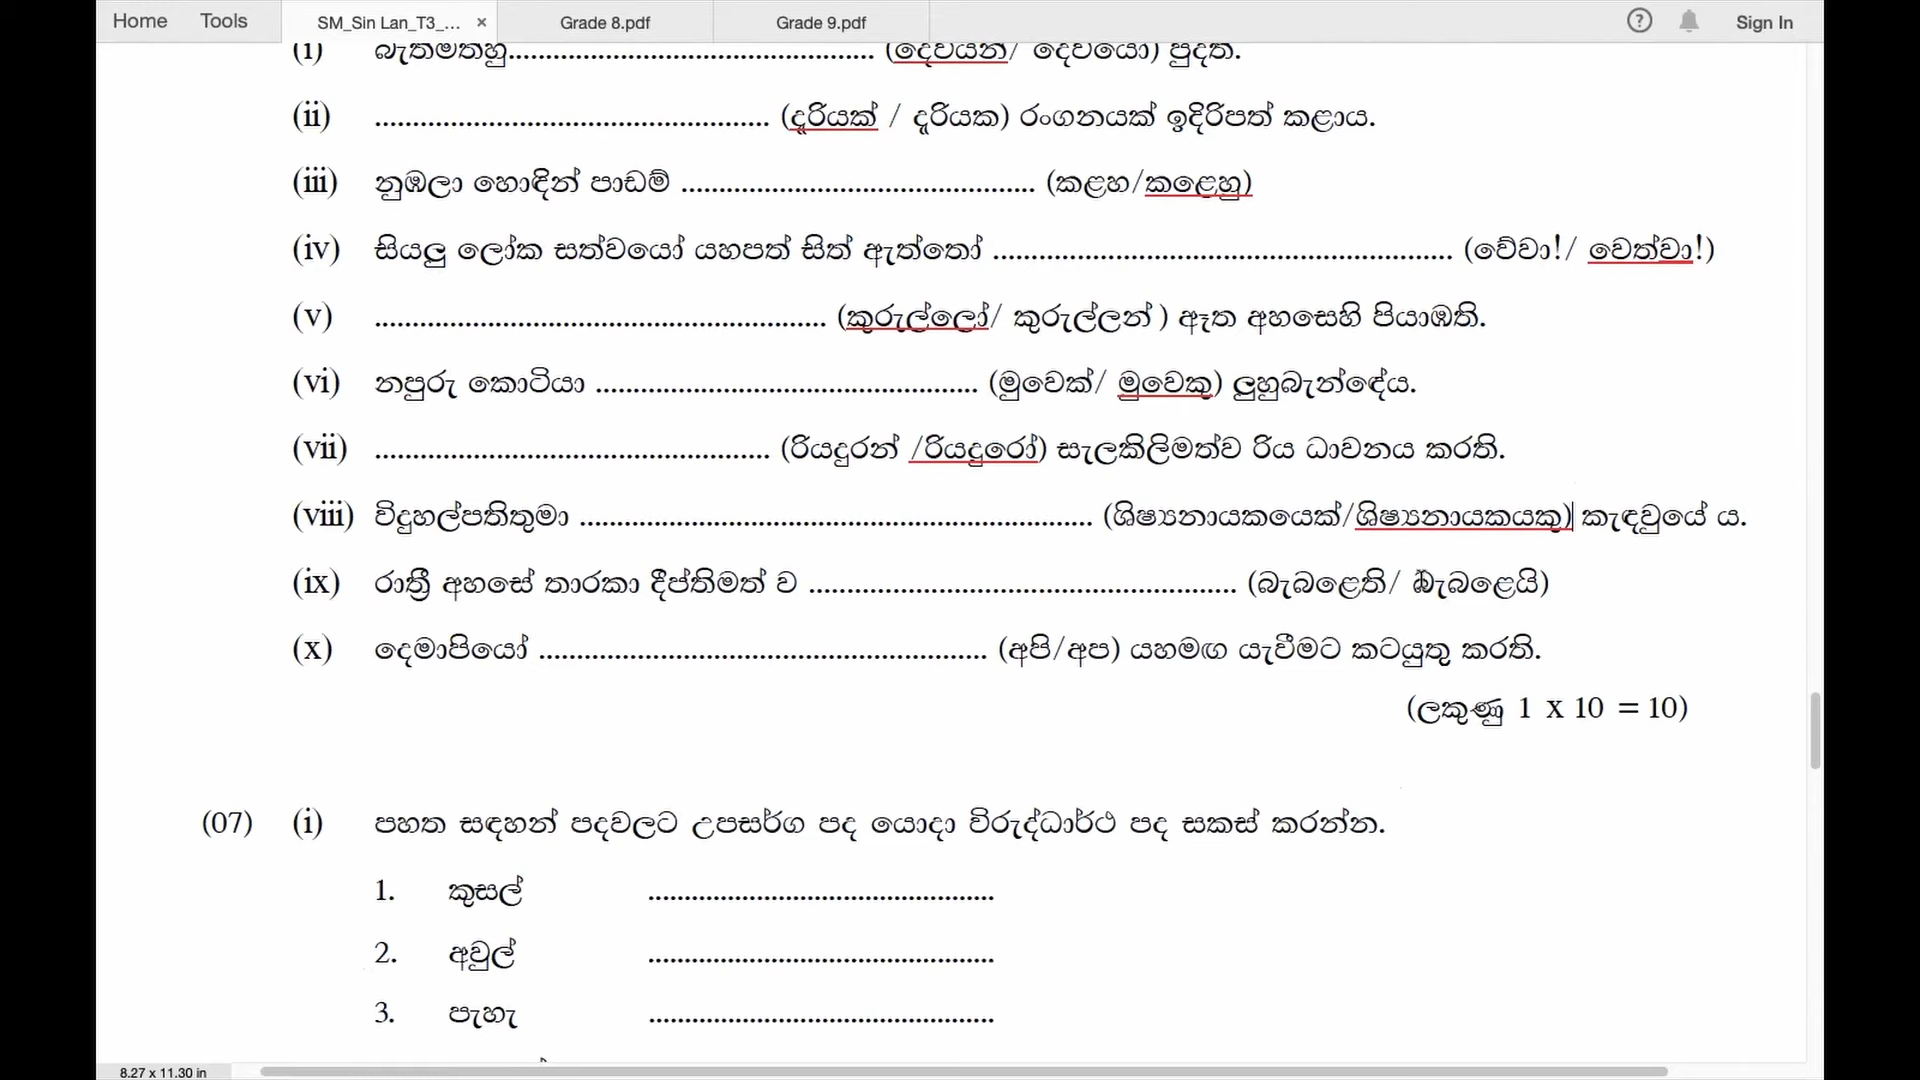 Home Tools SM_Sin Lan_T3_... × Grade 8.pdf Grade 9.pdf Sign In
(i) බැතිමතහු................................................ (දෙවියන්/ දෙවියෝ) පුදති.
(ii) .................................................... (දූරියක් / දූරියක) රංගනයක් ඉදිරිපත් කළාය.
(iii) නුඹලා හොඳින් පාඩම් ............................................... (කළහ/කළෙහු)
(iv) සියලු ලෝක සත්වයෝ යහපත් සිත් ඇත්තෝ ............................................................. (වේවා!/ වෙත්වා!)
(v) ............................................................ (කුරුල්ලෝ/ කුරුල්ලන් ) ඈත අහසෙහි පියාඹති.
(vi) නපුරු කොටියා ................................................... (මුවෙක්/ මුවෙකු) ලුහුබැන්දේය.
(vii) .................................................... (රියදුරන් /රියදුරෝ) සැලකිලිමත්ව රිය ධාවනය කරති.
(viii) විදුහල්පතිතුමා .................................................................... (ශිෂ්‍යනායකයෙක්/ශිෂ්‍යනායකයකු) කැඳවූයේ ය.
(ix) රාත්‍රී අහසේ තාරකා දීප්තිමත් ව ......................................................... (බැබළෙති/ බැබළෙයි)
(x) දෙමාපියෝ ........................................................... (අපි/අප) යහමඟ යැවීමට කටයුතු කරති.
(ලකුණු 1 x 10 = 10)
(07) (i) පහත සඳහන් පදවලට උපසර්ග පද යොදා විරුද්ධාර්ථ පද සකස් කරන්න.
1. කුසල් ..............................................
2. අවුල් ..............................................
3. පැහැ ..............................................
8.27 x 11.30 in